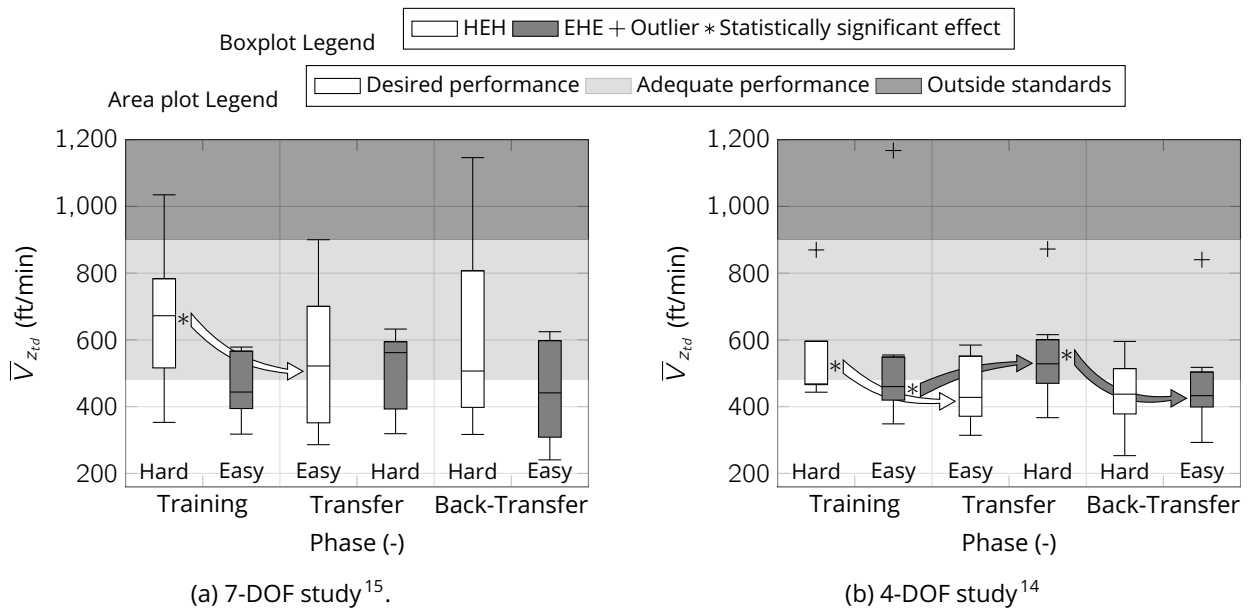 Boxplot Legend
HEH EHE + Outlier * Statistically significant effect
Area plot Legend
Desired performance Adequate performance Outside standards
1,200
1,000
800
600
400
200
V̅ztd (ft/min)
*
Hard Easy Easy Hard Hard Easy
Training Transfer Back-Transfer
Phase (-)
(a) 7-DOF study15.
1,200
1,000
800
600
400
200
V̅ztd (ft/min)
* * *
Hard Easy Easy Hard Hard Easy
Training Transfer Back-Transfer
Phase (-)
(b) 4-DOF study14